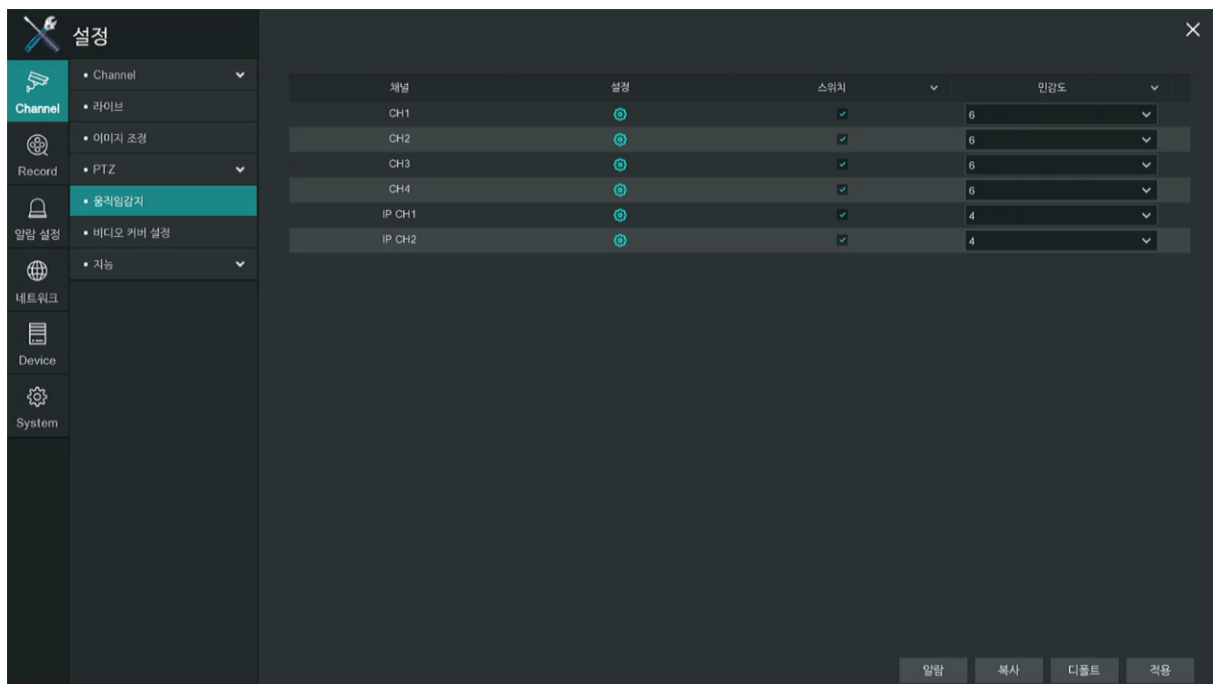 설정
Channel
라이브
이미지 조정
PTZ
움직임감지
비디오 커버 설정
지능
Channel
Record
알람 설정
네트워크
Device
System
채널 설정 스위치 민감도
CH1 6
CH2 6
CH3 6
CH4 6
IP CH1 4
IP CH2 4
알람 복사 디폴트 적용